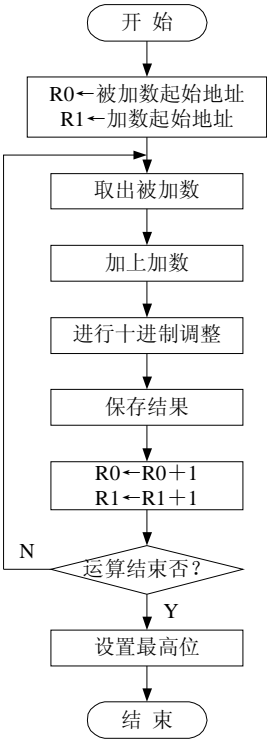 开 始
R0←被加数起始地址
R1←加数起始地址
取出被加数
加上加数
进行十进制调整
保存结果
R0←R0＋1
R1←R1＋1
N
运算结束否？
Y
设置最高位
结 束